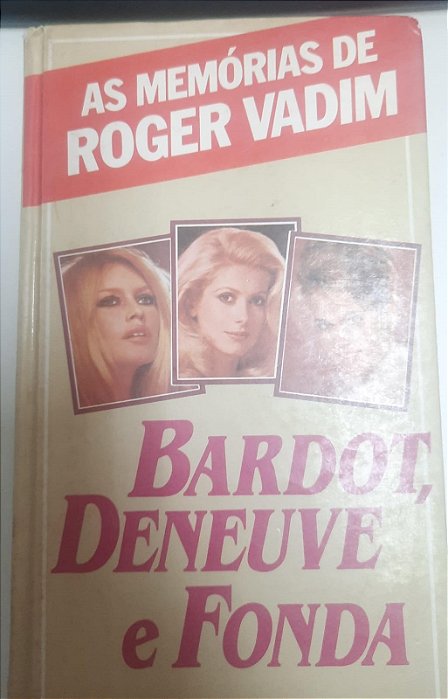 AS MEMÓRIAS DE
ROGER VADIM
BARDOT,
DENEUVE
e FONDA